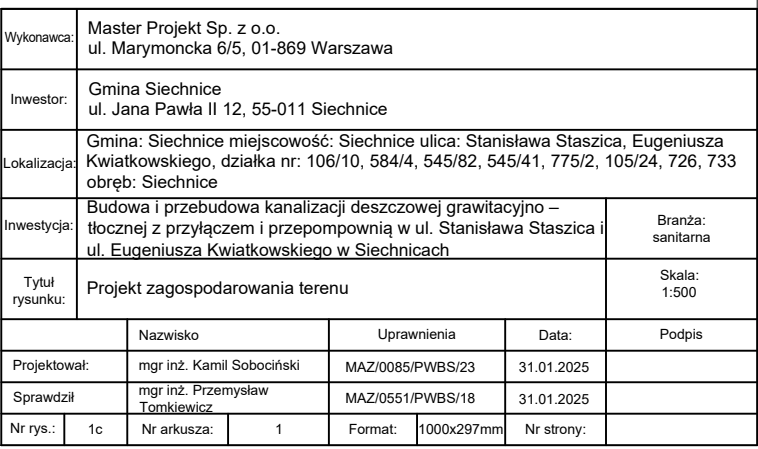 Wykonawca:
Master Projekt Sp. z o.o.
ul. Marymoncka 6/5, 01-869 Warszawa
Inwestor:
Gmina Siechnice
ul. Jana Pawła II 12, 55-011 Siechnice
Lokalizacja:
Gmina: Siechnice miejscowość: Siechnice ulica: Stanisława Staszica, Eugeniusza
Kwiatkowskiego, działka nr: 106/10, 584/4, 545/82, 545/41, 775/2, 105/24, 726, 733
obręb: Siechnice
Inwestycja:
Budowa i przebudowa kanalizacji deszczowej grawitacyjno –
tłocznej z przyłączem i przepompownią w ul. Stanisława Staszica i
ul. Eugeniusza Kwiatkowskiego w Siechnicach
Branża:
sanitarna
Tytuł
rysunku:
Projekt zagospodarowania terenu
Skala:
1:500
Nazwisko Uprawnienia Data: Podpis
Projektował: mgr inż. Kamil Sobociński MAZ/0085/PWBS/23 31.01.2025
Sprawdził mgr inż. Przemysław
Tomkiewicz MAZ/0551/PWBS/18 31.01.2025
Nr rys.: 1c Nr arkusza: 1 Format: 1000x297mm Nr strony: